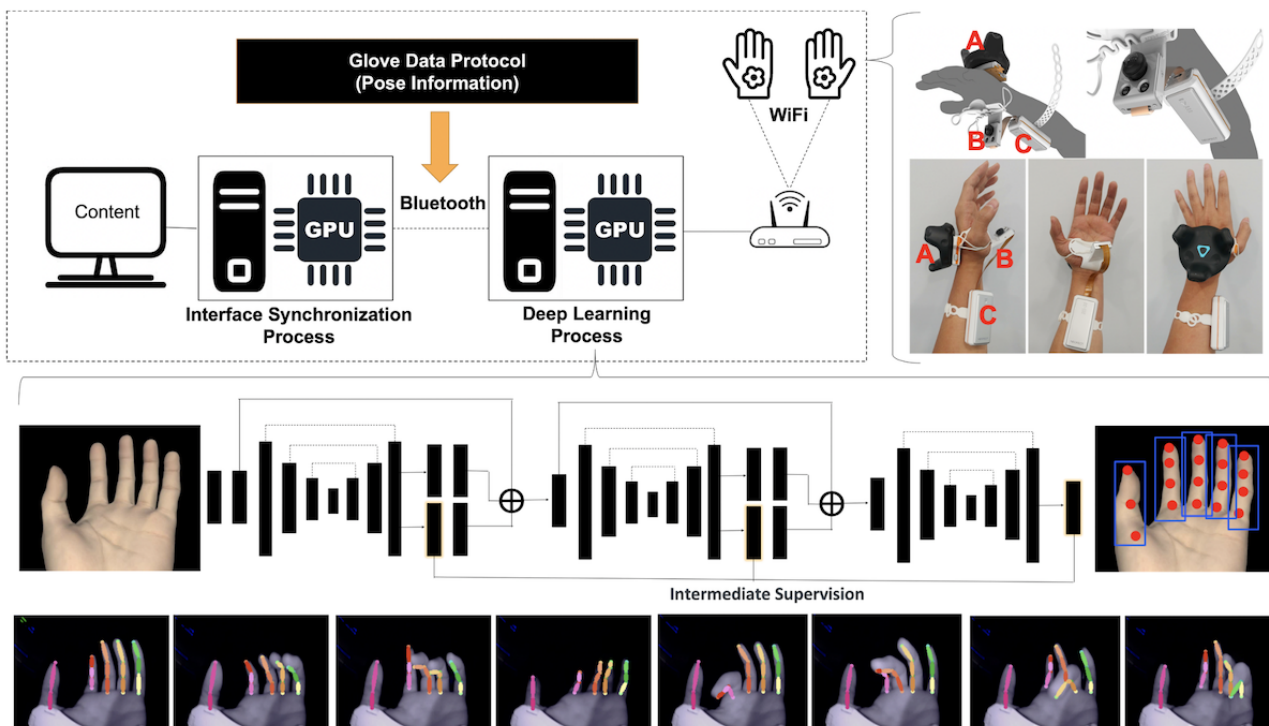 Glove Data Protocol
(Pose Information)
WiFi
Content
GPU
Bluetooth
GPU
Interface Synchronization
Process
Deep Learning
Process
A
B
C
A
B
C
Intermediate Supervision